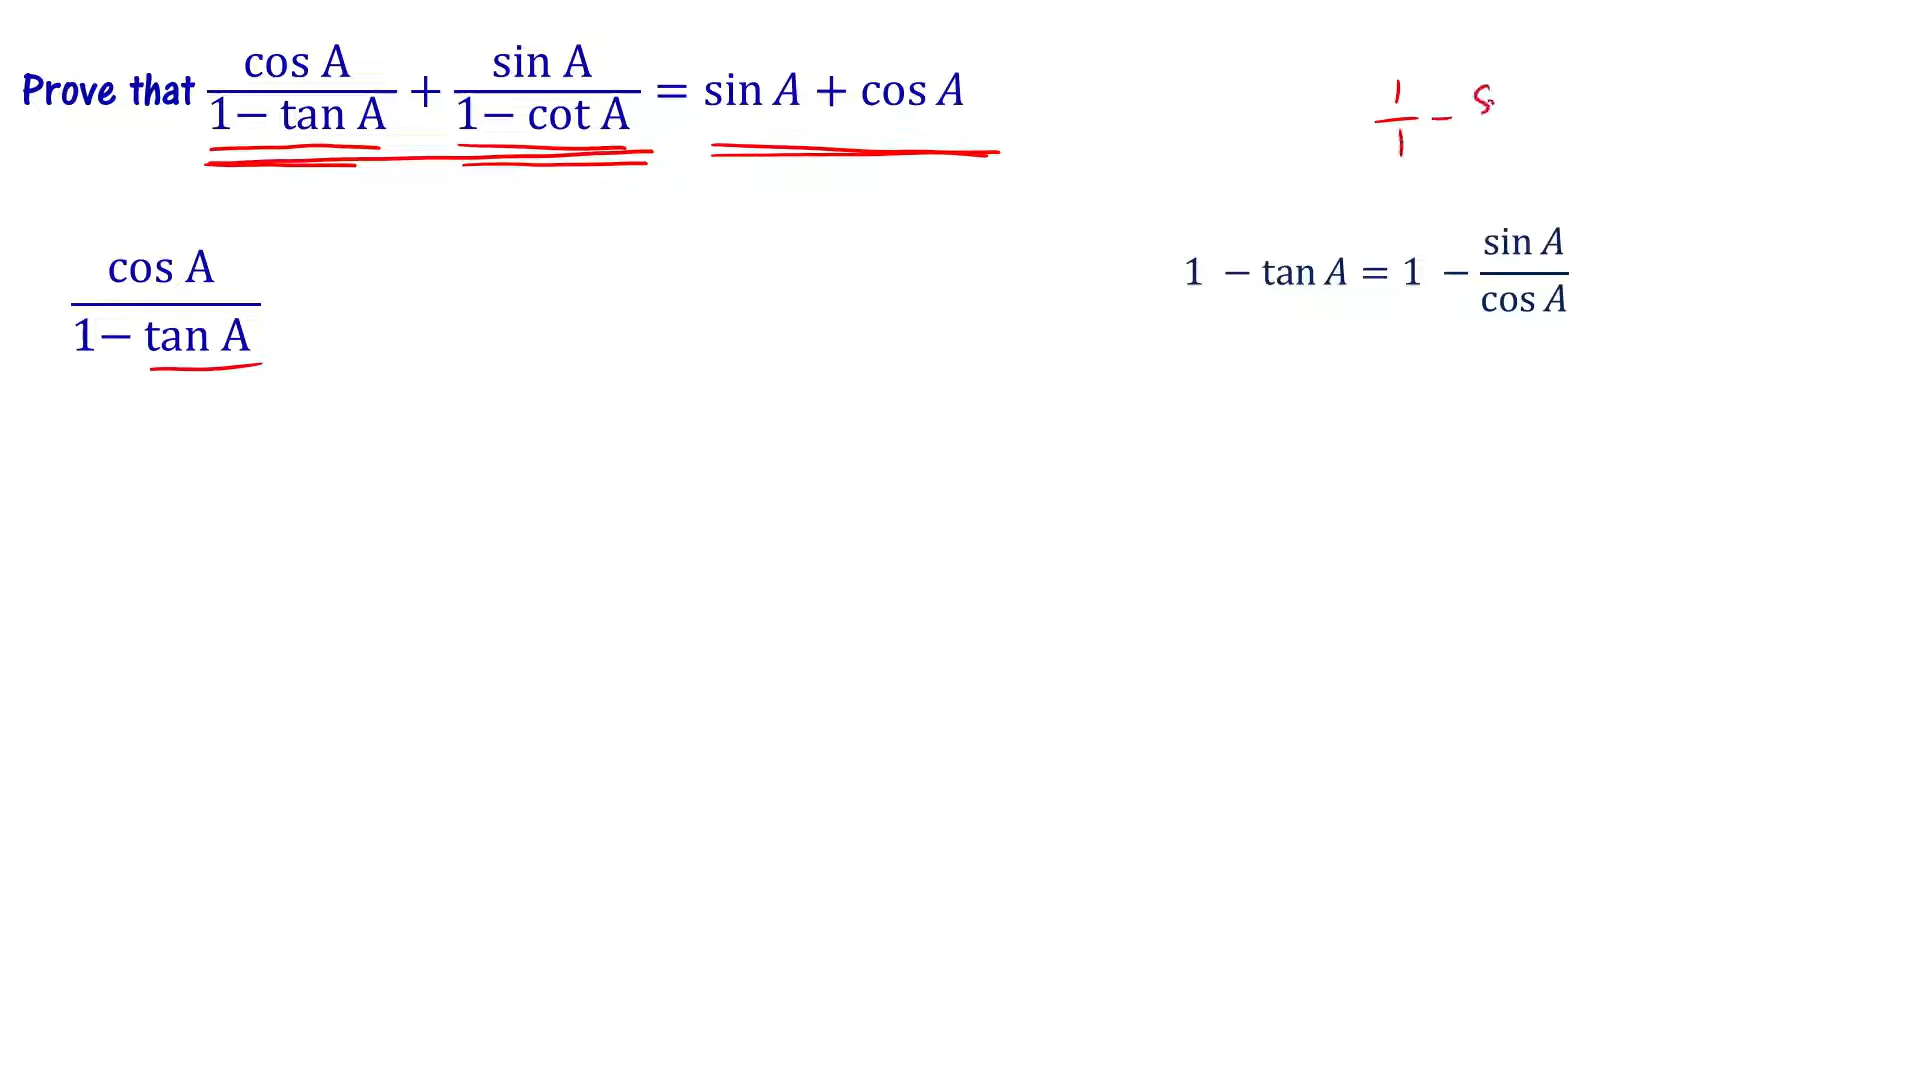 Prove that cos A / 1− tan A + sin A / 1− cot A = sin A + cos A
1/1 − s
cos A / 1− tan A
1 − tan A = 1 − sin A / cos A